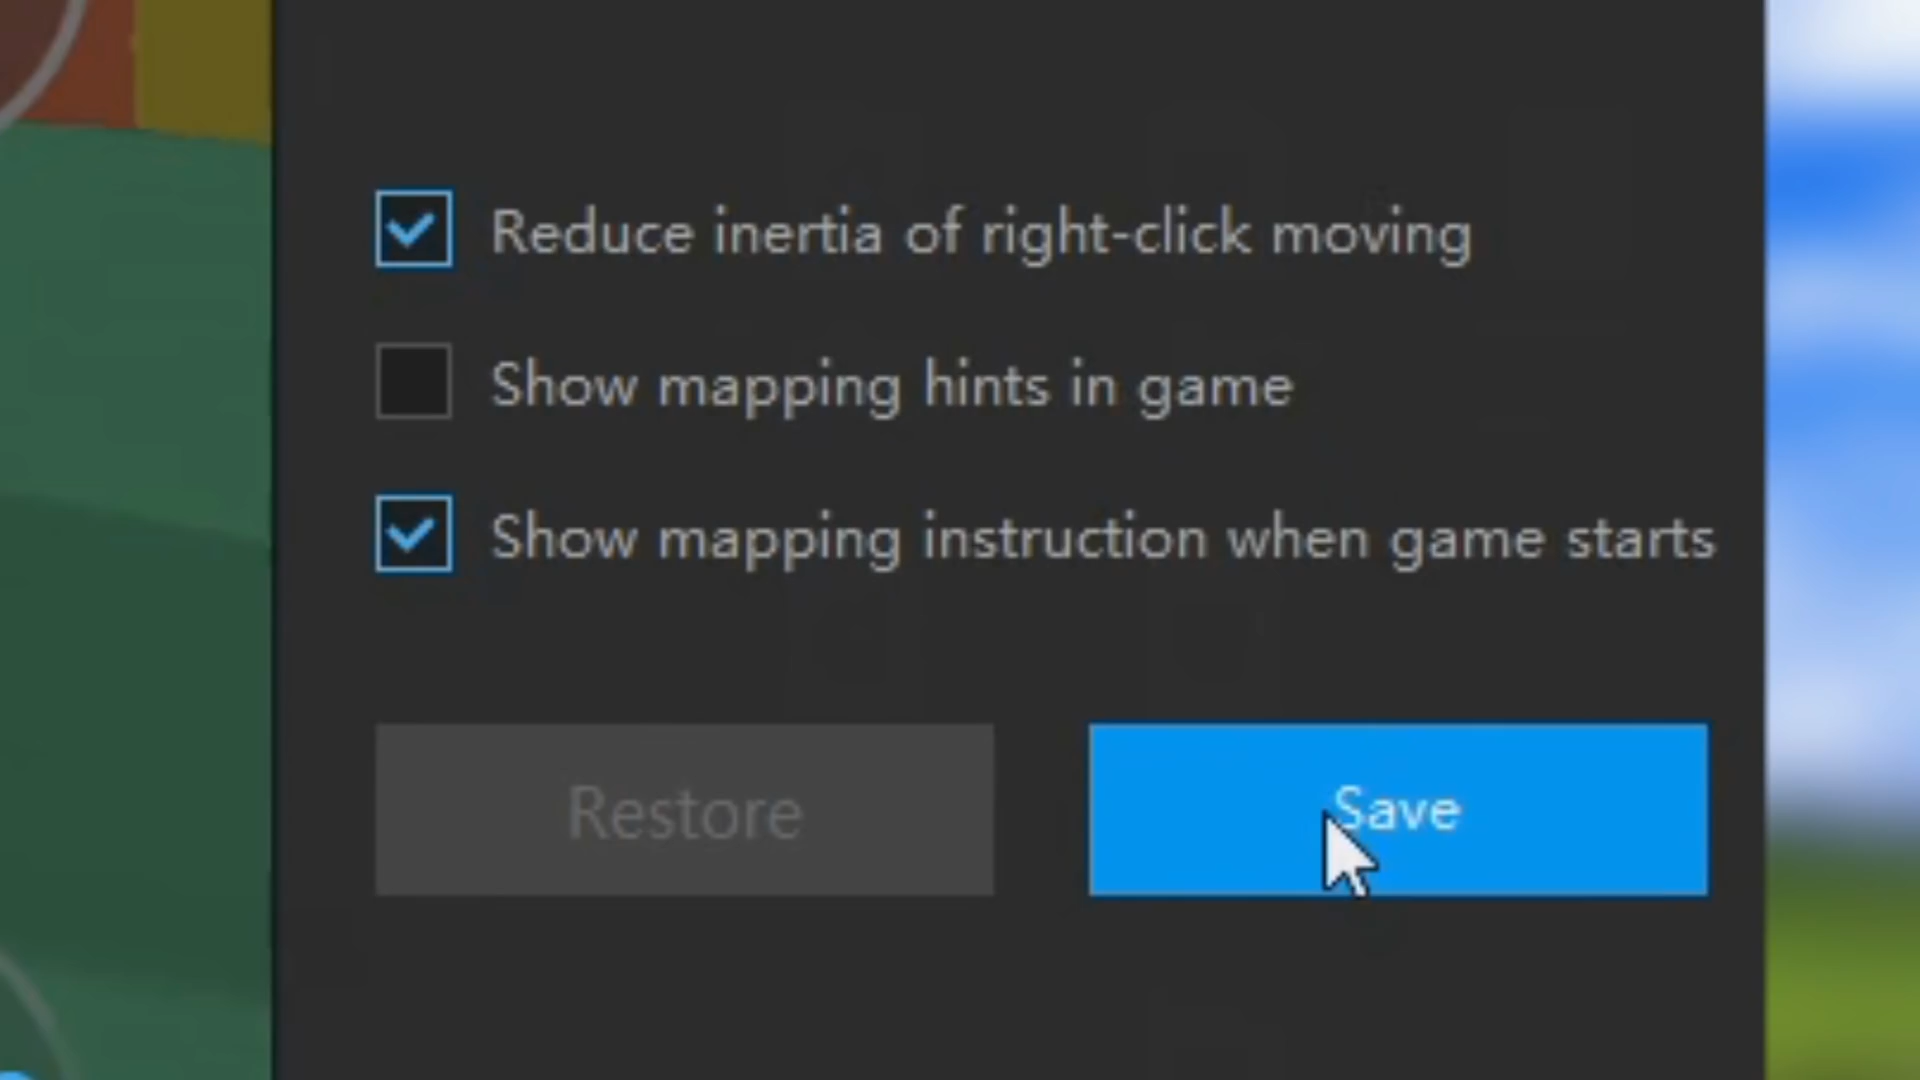 Reduce inertia of right-click moving
Show mapping hints in game
Show mapping instruction when game starts
Restore
Save